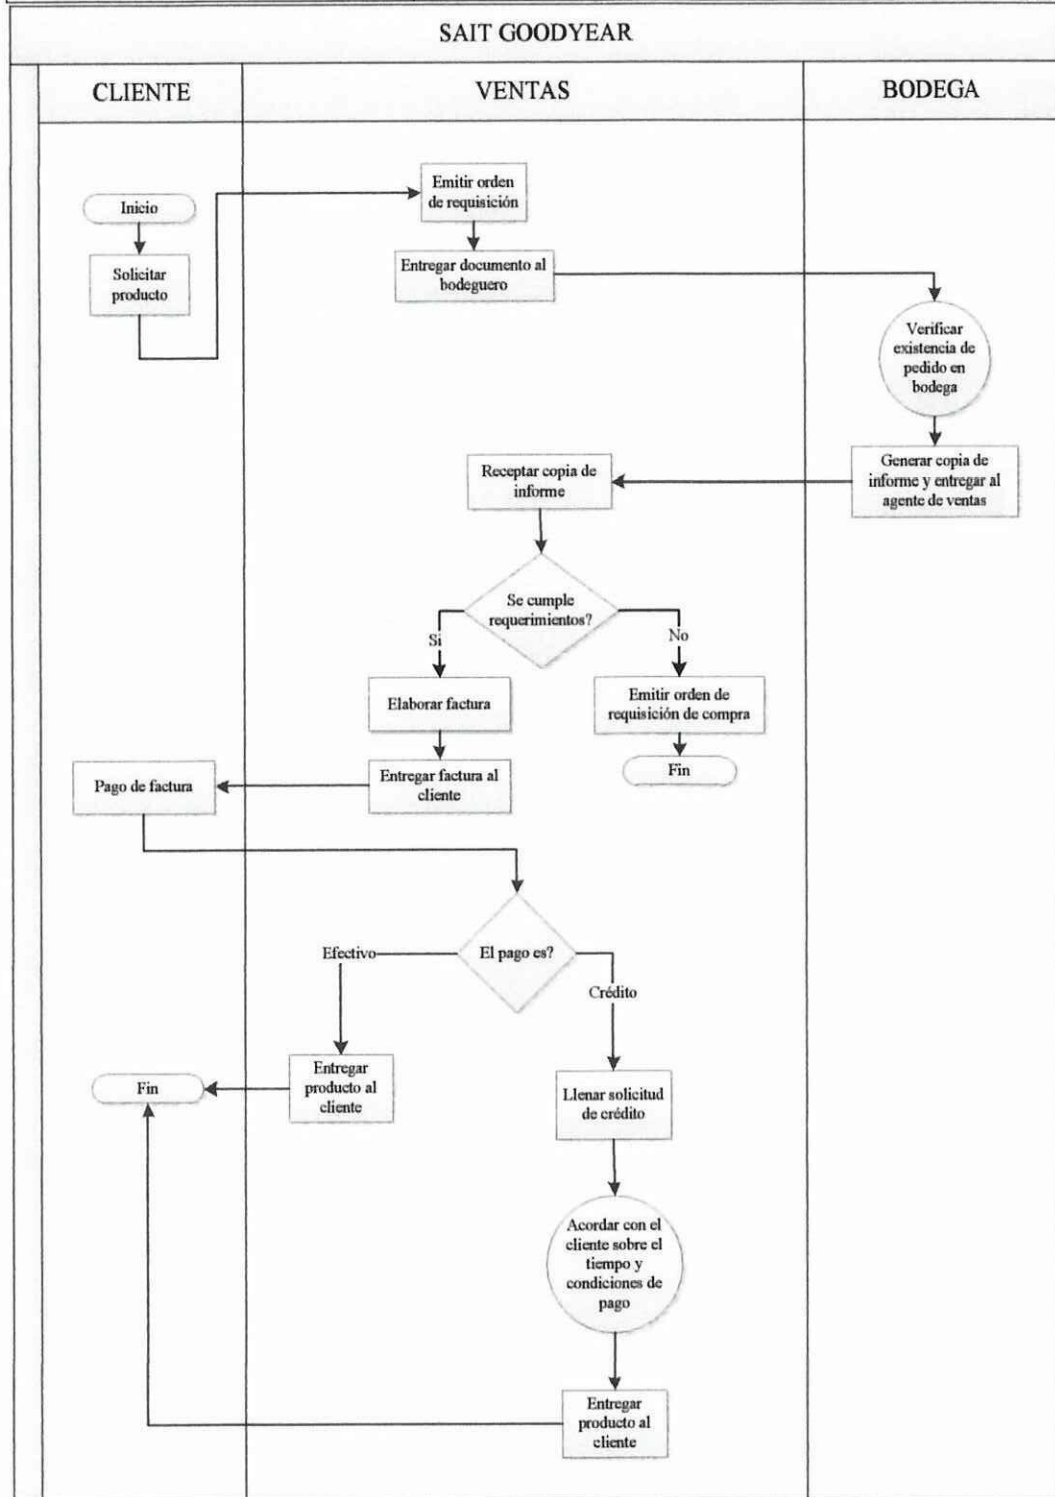 SAIT GOODYEAR
CLIENTE
VENTAS
BODEGA
Inicio
Solicitar
producto
Emitir orden
de requisición
Entregar documento al
bodeguero
Verificar
existencia de
pedido en
bodega
Generar copia de
informe y entregar al
agente de ventas
Receptar copia de
informe
Se cumple
requerimientos?
Si
No
Elaborar factura
Emitir orden de
requisición de compra
Fin
Entregar factura al
cliente
Pago de factura
El pago es?
Efectivo
Crédito
Entregar
producto al
cliente
Fin
Llenar solicitud
de crédito
Acordar con el
cliente sobre el
tiempo y
condiciones de
pago
Entregar
producto al
cliente